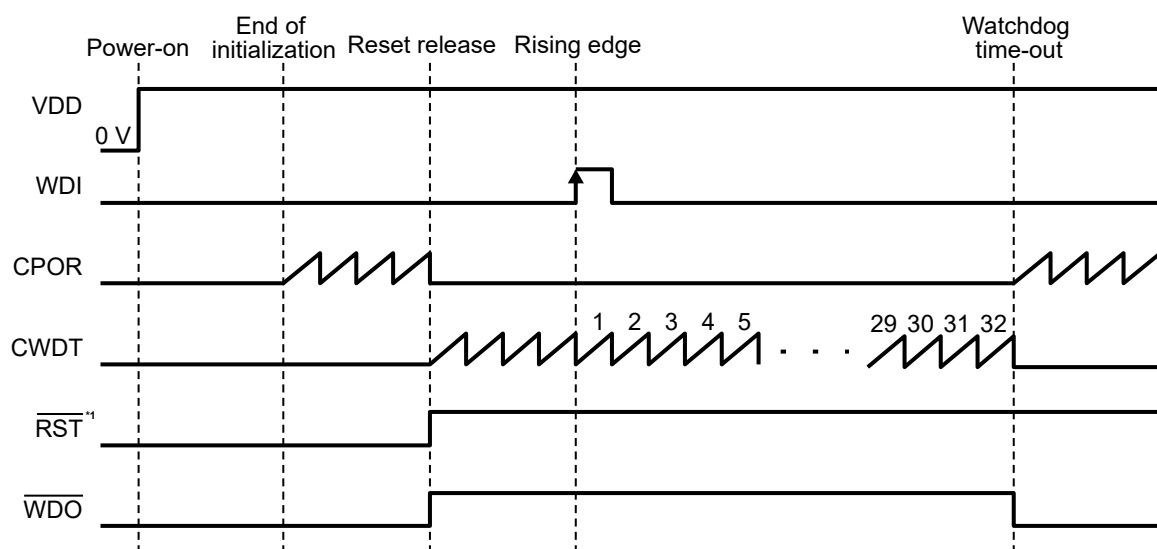 Power-on
End of
initialization
Reset release
Rising edge
Watchdog
time-out
VDD
0 V
WDI
CPOR
CWDT
1 2 3 4 5 · · · · 29 30 31 32
RST *1
WDO